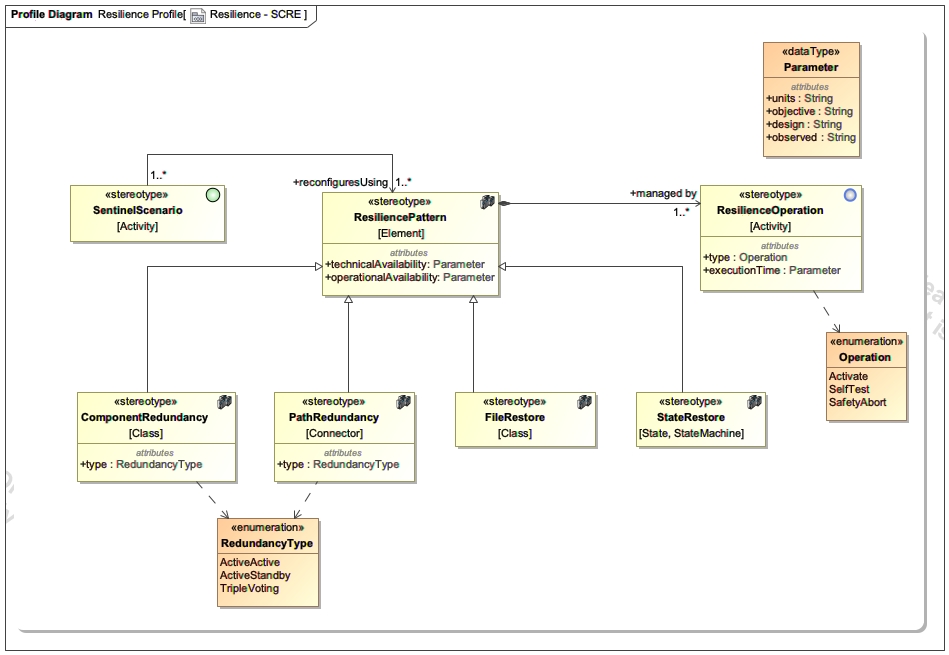 Profile Diagram Resilience Profile[ Resilience - SCRE ]
«dataType»
Parameter
attributes
+units : String
+objective : String
+design : String
+observed : String
1..*
+reconfiguresUsing 1..*
«stereotype»
SentinelScenario
[Activity]
«stereotype»
ResiliencePattern
[Element]
attributes
+technicalAvailability: Parameter
+operationalAvailability: Parameter
+managed by
1..*
«stereotype»
ResilienceOperation
[Activity]
attributes
+type : Operation
+executionTime : Parameter
«enumeration»
Operation
Activate
SelfTest
SafetyAbort
«stereotype»
ComponentRedundancy
[Class]
attributes
+type : RedundancyType
«stereotype»
PathRedundancy
[Connector]
attributes
+type : RedundancyType
«stereotype»
FileRestore
[Class]
«stereotype»
StateRestore
[State, StateMachine]
«enumeration»
RedundancyType
ActiveActive
ActiveStandby
TripleVoting